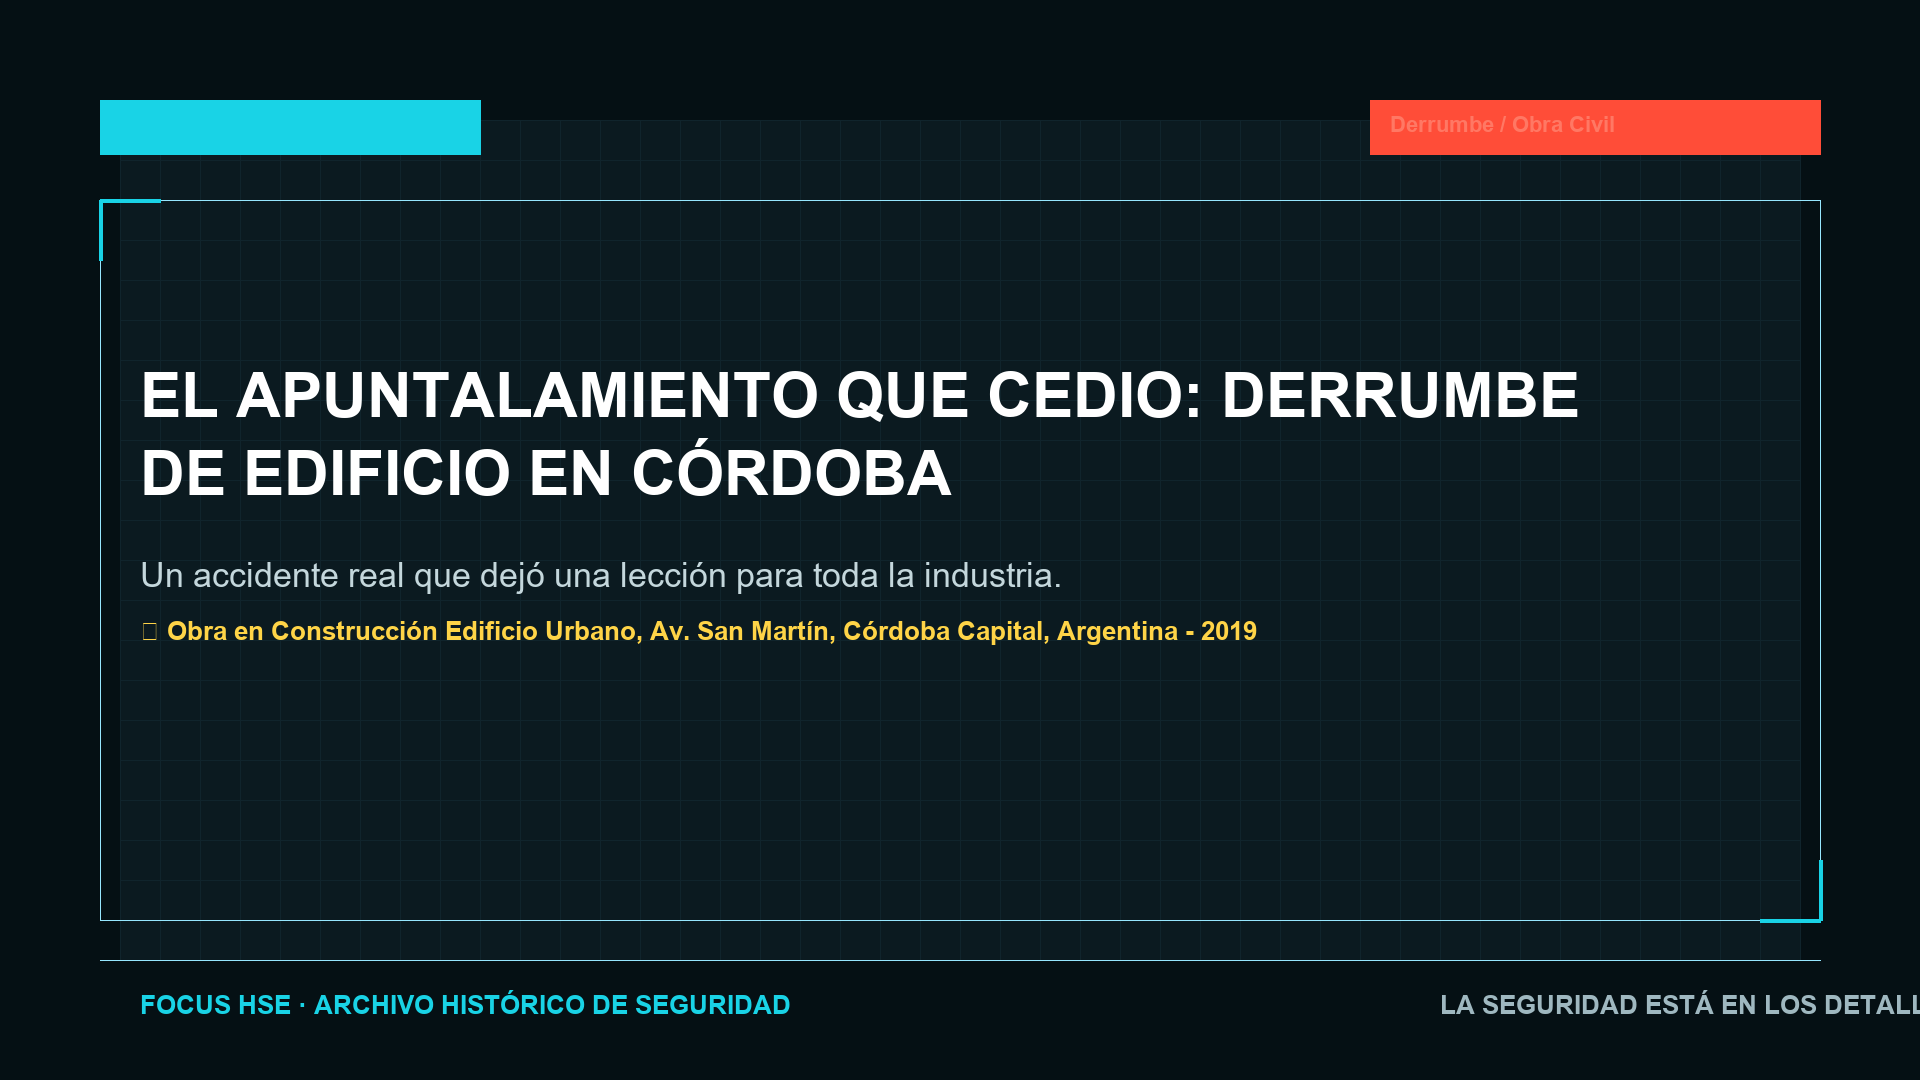 Derrumbe / Obra Civil
EL APUNTALAMIENTO QUE CEDIO: DERRUMBE
DE EDIFICIO EN CÓRDOBA
Un accidente real que dejó una lección para toda la industria.
Obra en Construcción Edificio Urbano, Av. San Martín, Córdoba Capital, Argentina - 2019
FOCUS HSE · ARCHIVO HISTÓRICO DE SEGURIDAD
LA SEGURIDAD ESTÁ EN LOS DETALL